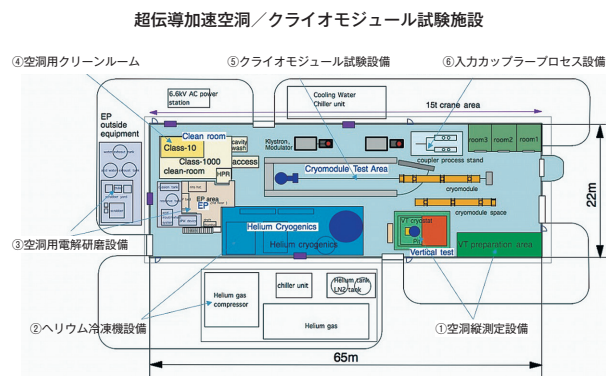 超伝導加速空洞／クライオモジュール試験施設
④空洞用クリーンルーム
⑤クライオモジュール試験設備
⑥入力カップラープロセス設備
6.6kV AC power
station
Cooling Water
Chiller unit
15t crane area
EP
outside
equipment
Clean room
Class-10
Class-1000
clean-room
cavity
wash
access
HPR
Klystron,
Modulator
coupler process stand
room3
room2
room1
Cryomodule Test Area
cryomodule
cryomodule space
22m
EP area
EP
③空洞用電解研磨設備
Helium Cryogenics
Helium cryogenics
VT cryostat
Pit
Vertical test
VT preparation area
Helium gas
compressor
chiller unit
Helium tank
LN2 tank
Helium gas
②ヘリウム冷凍機設備
①空洞縦測定設備
65m